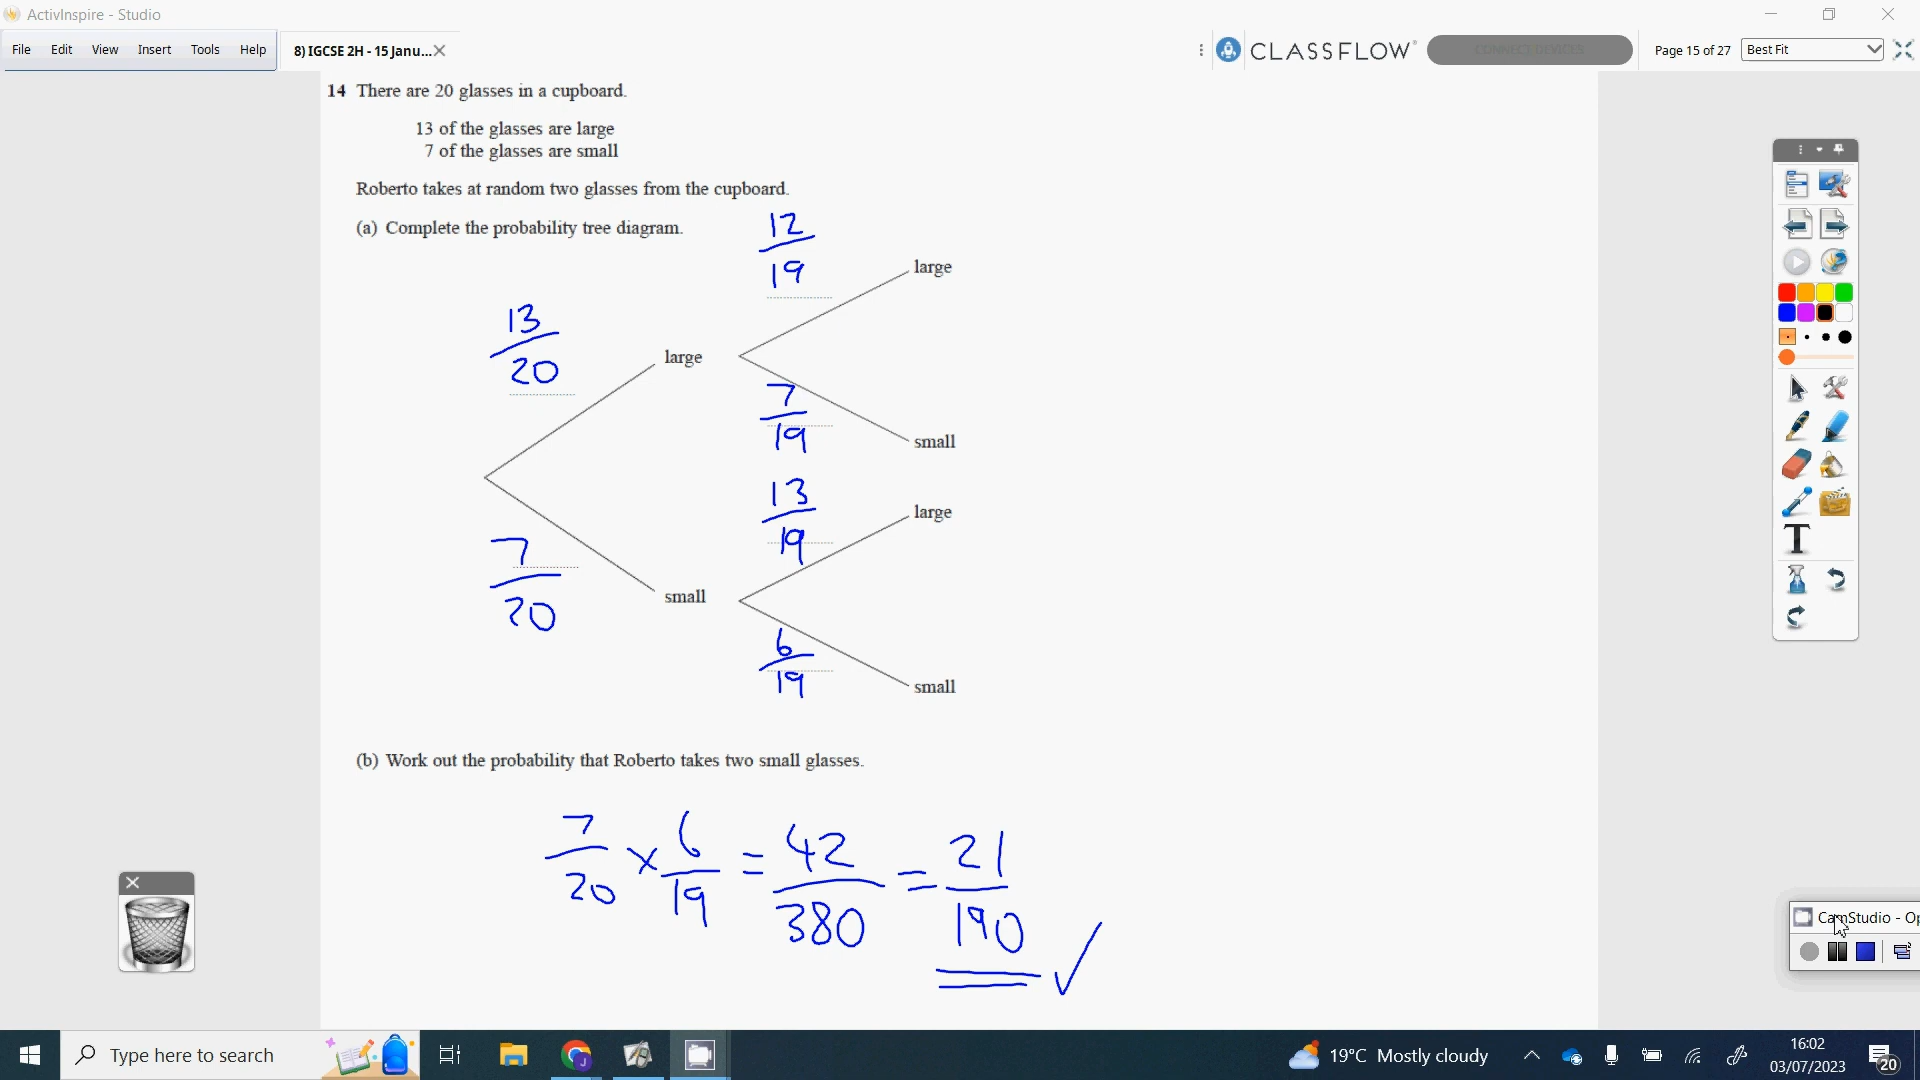 ActivInspire - Studio
File Edit View Insert Tools Help
8) IGCSE 2H - 15 Janu...
CLASSFLOW
CONNECT DEVICES
Page 15 of 27
Best Fit
14 There are 20 glasses in a cupboard.
13 of the glasses are large
7 of the glasses are small
Roberto takes at random two glasses from the cupboard.
(a) Complete the probability tree diagram.
12
19
large
13
20
large
7
19
small
13
19
large
7
20
small
6
19
small
(b) Work out the probability that Roberto takes two small glasses.
7/20 × 6/19 = 42/380 = 21/190 ✓
T
CamStudio - Op
Type here to search
19°C Mostly cloudy
16:02
03/07/2023
20